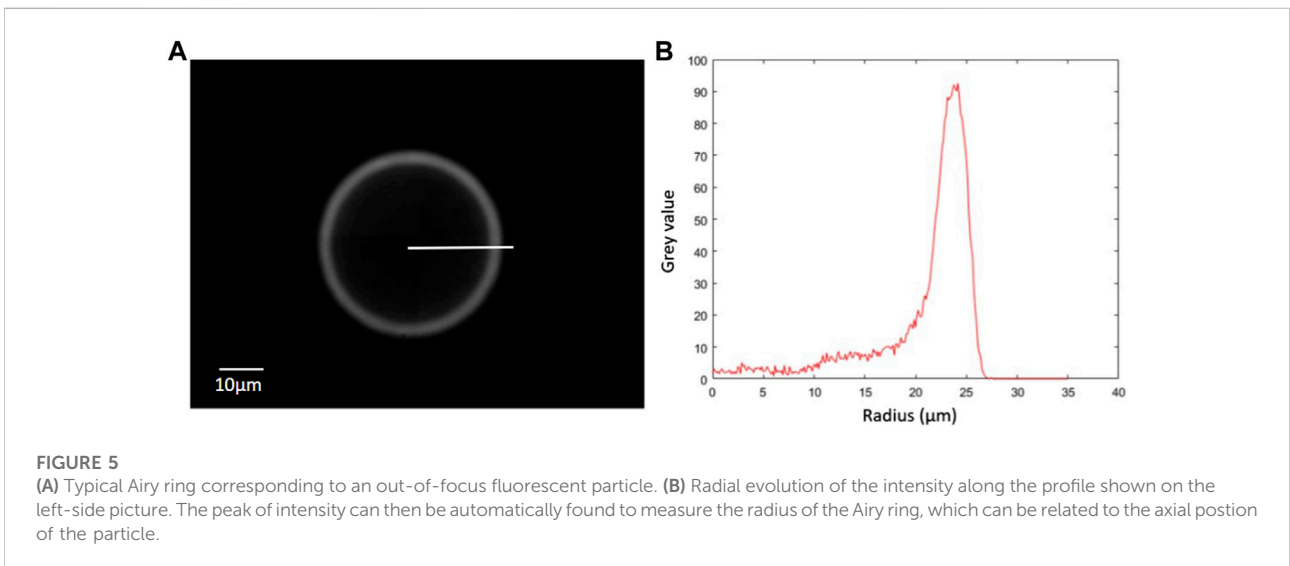 A
10μm
B
100
90
80
70
60
50
40
30
20
10
0
Grey value
0 5 10 15 20 25 30 35 40
Radius (μm)
FIGURE 5
(A) Typical Airy ring corresponding to an out-of-focus fluorescent particle. (B) Radial evolution of the intensity along the profile shown on the
left-side picture. The peak of intensity can then be automatically found to measure the radius of the Airy ring, which can be related to the axial postion
of the particle.